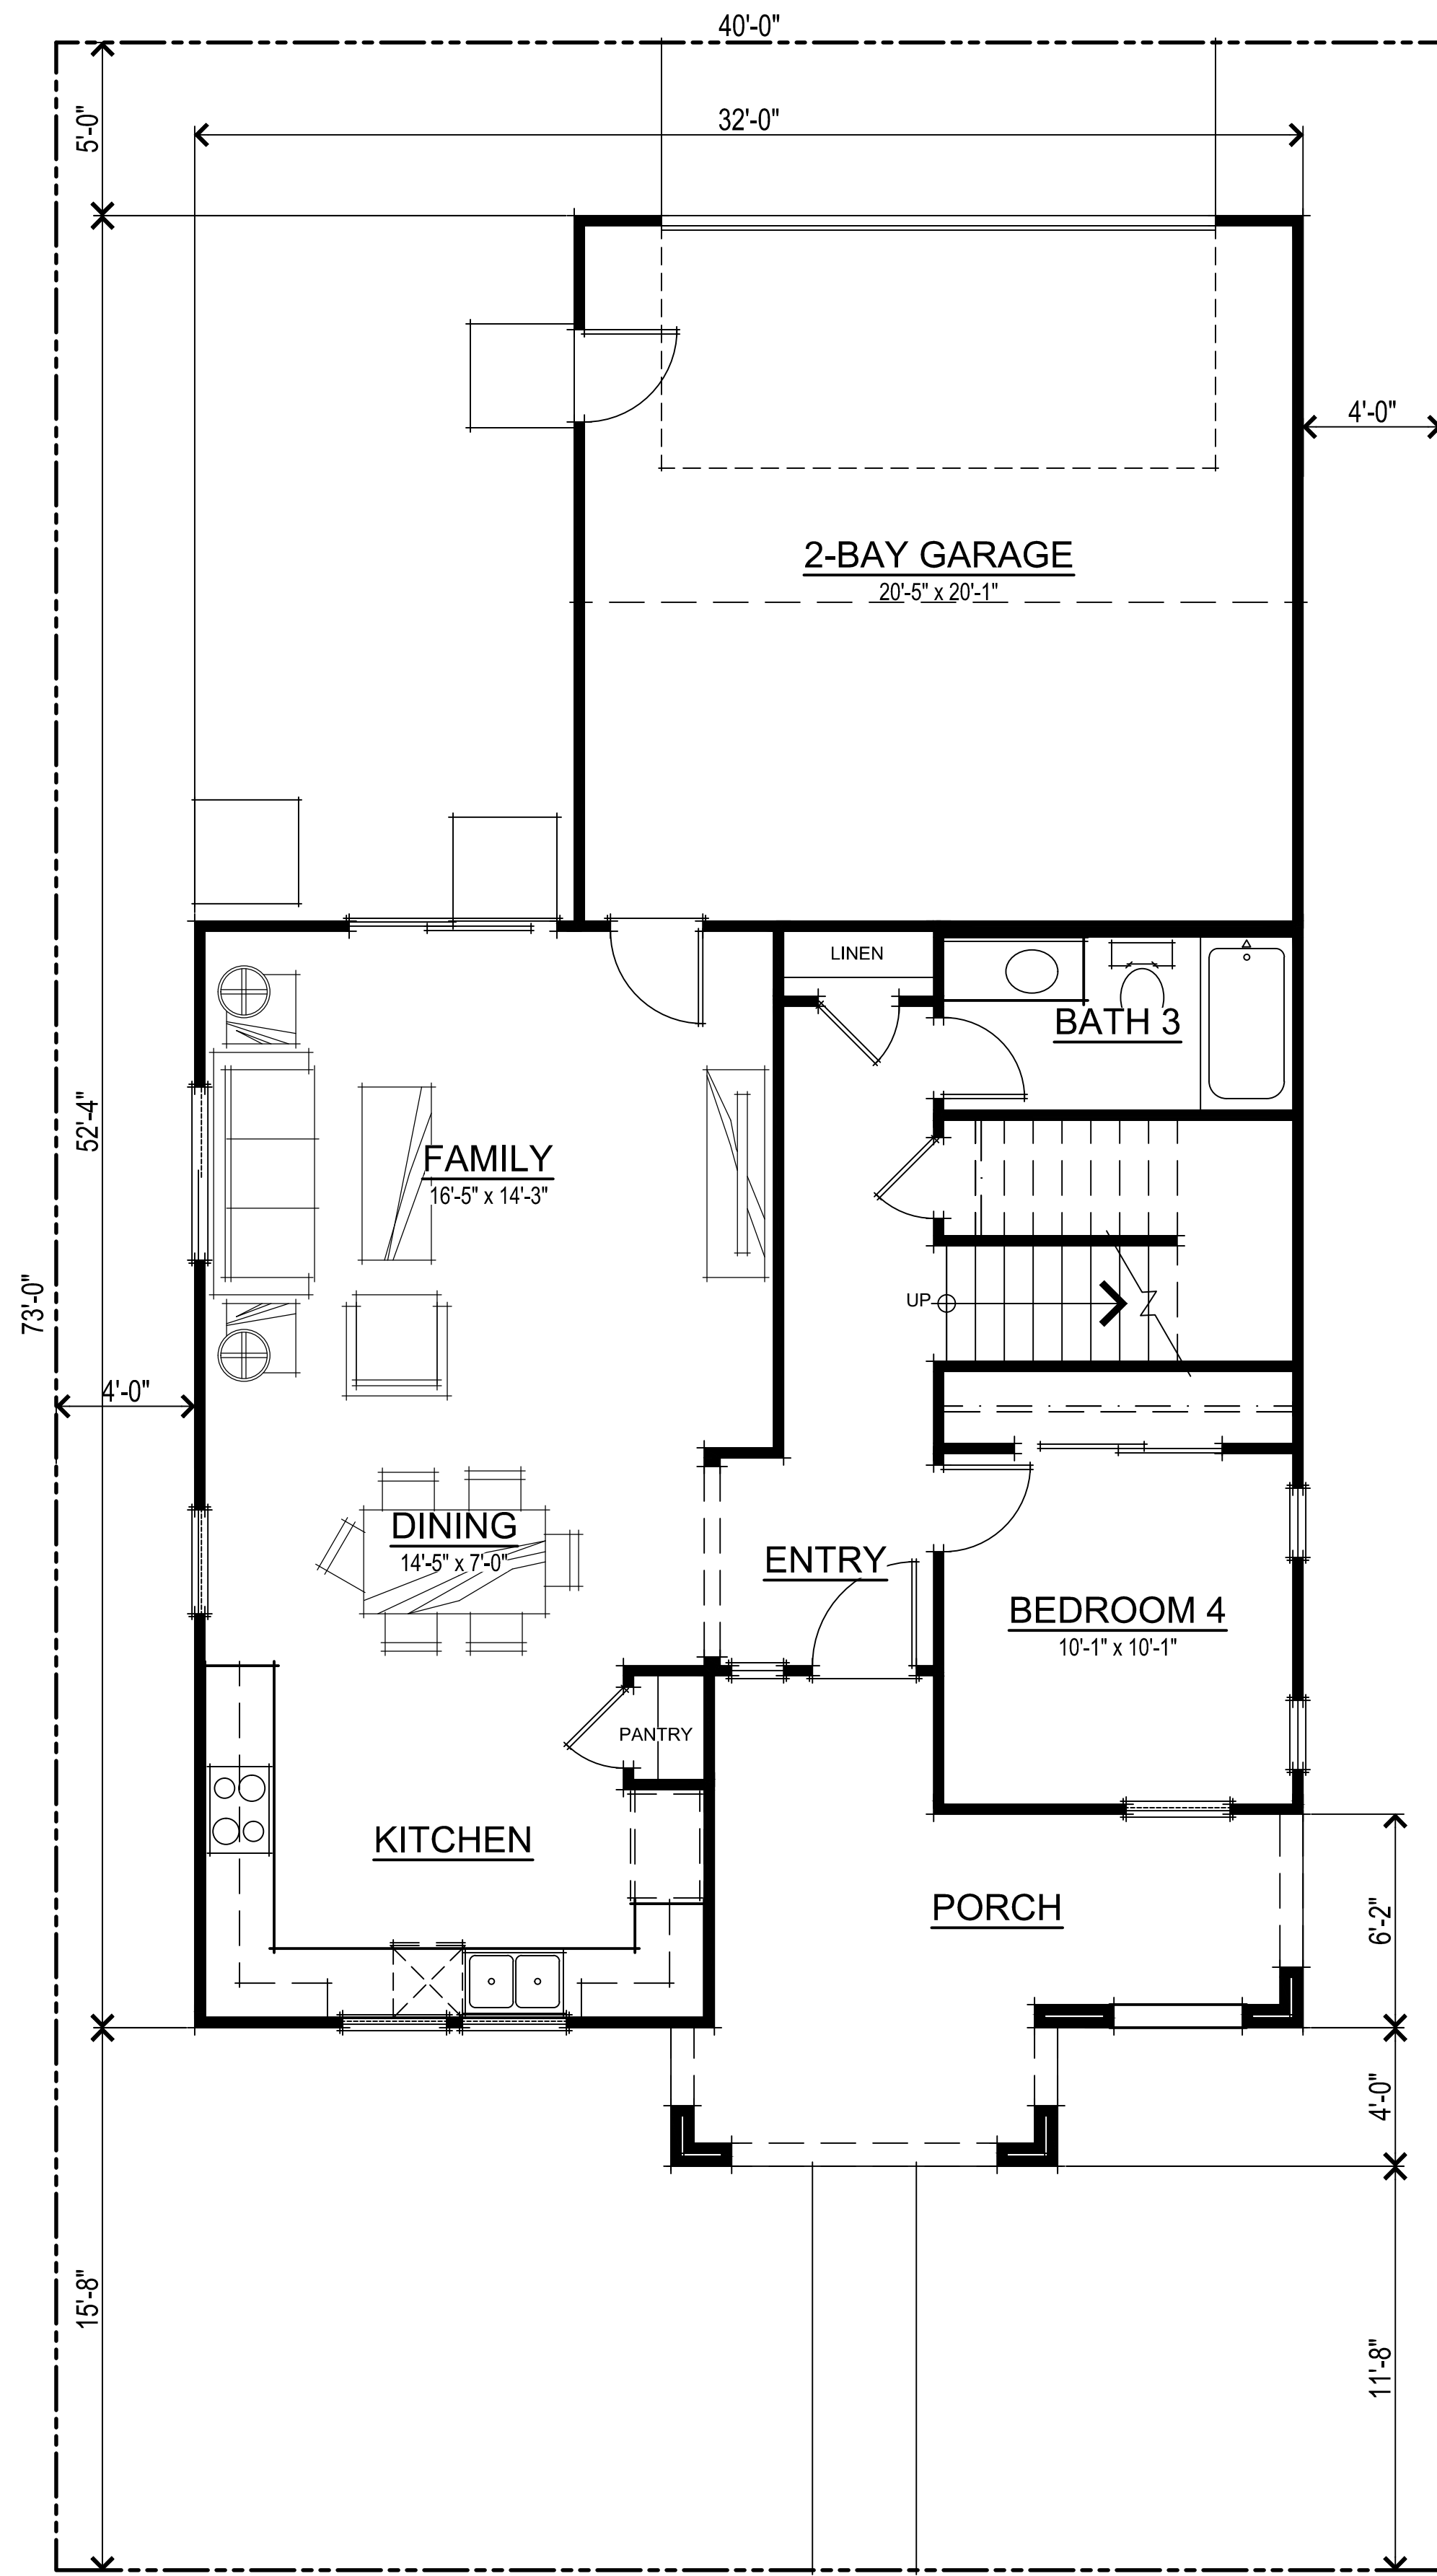 40'-0"
5'-0"
32'-0"
4'-0"
2-BAY GARAGE
20'-5" x 20'-1"
LINEN
BATH 3
52'-4"
FAMILY
16'-5" x 14'-3"
73'-0"
UP
4'-0"
DINING
14'-5" x 7'-0"
ENTRY
BEDROOM 4
10'-1" x 10'-1"
PANTRY
KITCHEN
PORCH
6'-2"
4'-0"
15'-8"
11'-8"